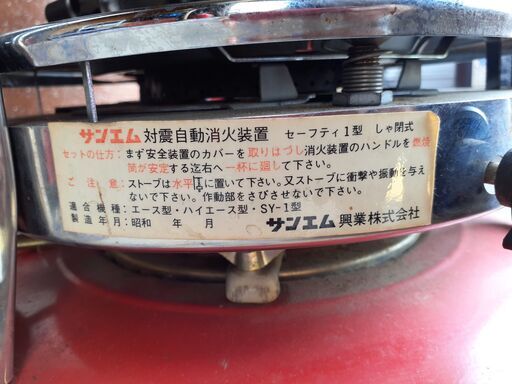 サンエム 対震自動消火装置 セーフティ1型 しゃ閉式
セットの仕方：まず安全装置のカバーを取りはづし消火装置のハンドルを燃焼
筒が安定する迄右へ一杯に廻して下さい。
ご注意：ストーブは水平に置いて下さい。又ストーブに衝撃や振動を与え
ないで下さい。作動部をさびさせないで下さい。
適合機種：エース型・ハイエース型・SY-1型
製造年月：昭和 年 月 サンエム興業株式会社